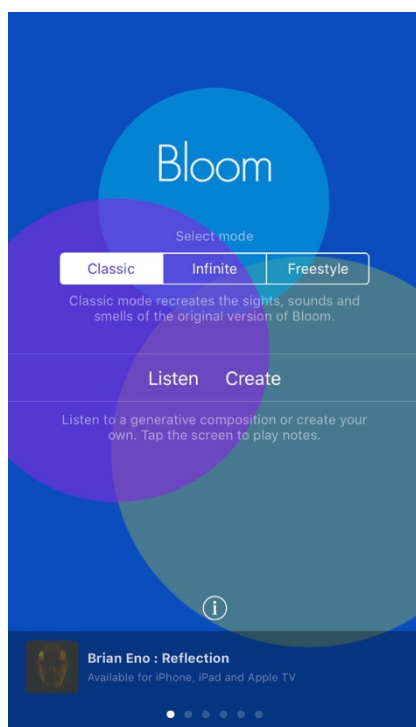 Bloom
Select mode
Classic Infinite Freestyle
Classic mode recreates the sights, sounds and
smells of the original version of Bloom.
Listen Create
Listen to a generative composition or create your
own. Tap the screen to play notes.
i
Brian Eno : Reflection
Available for iPhone, iPad and Apple TV